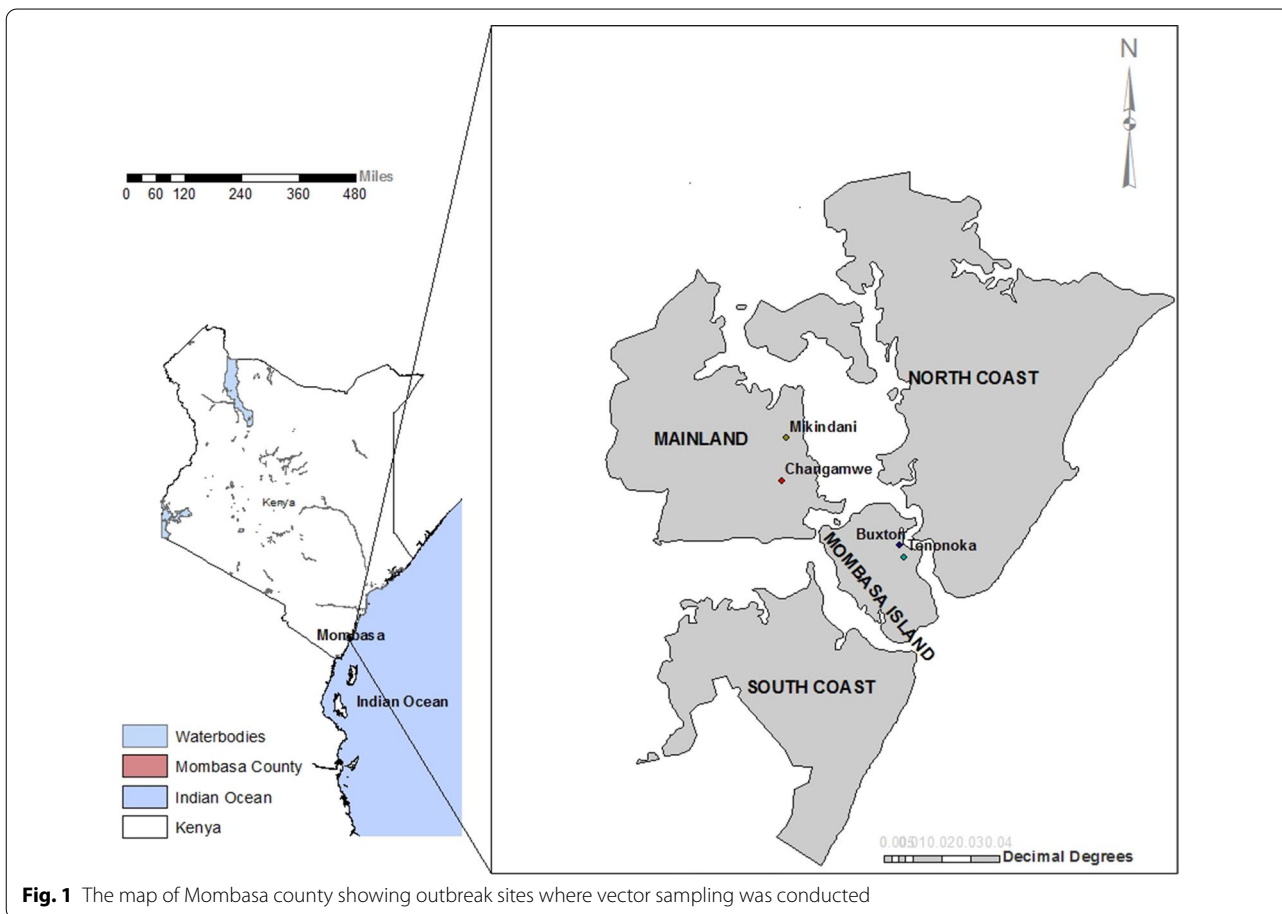 N
Miles
0 60 120 240 360 480
NORTH COAST
Mikindani
MAINLAND
Changamwe
Buxton
Tononoka
MOMBASA ISLAND
SOUTH COAST
Kenya
Mombasa
Indian Ocean
Waterbodies
Mombasa County
Indian Ocean
Kenya
Decimal Degrees
Fig. 1 The map of Mombasa county showing outbreak sites where vector sampling was conducted